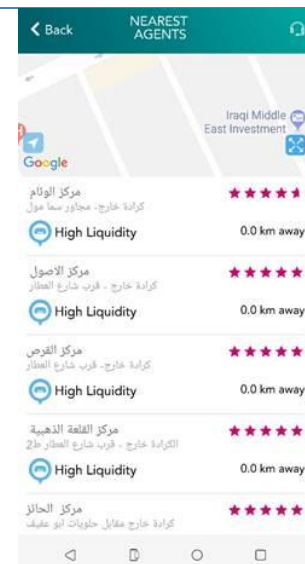 Back
NEAREST
AGENTS
Iraqi Middle
East Investment
Google
مركز الوئام
كرادة خارج- مجاور سما مول
High Liquidity
0.0 km away
مركز الاصول
كرادة خارج - قرب شارع العطار
High Liquidity
0.0 km away
مركز القرص
كرادة خارج- قرب شارع العطار
High Liquidity
0.0 km away
مركز القلعة الذهبية
الكرادة خارج - قرب شارع العطار ط2
High Liquidity
0.0 km away
مركز الحائز
كرادة خارج مقابل حلويات ابو عفيف